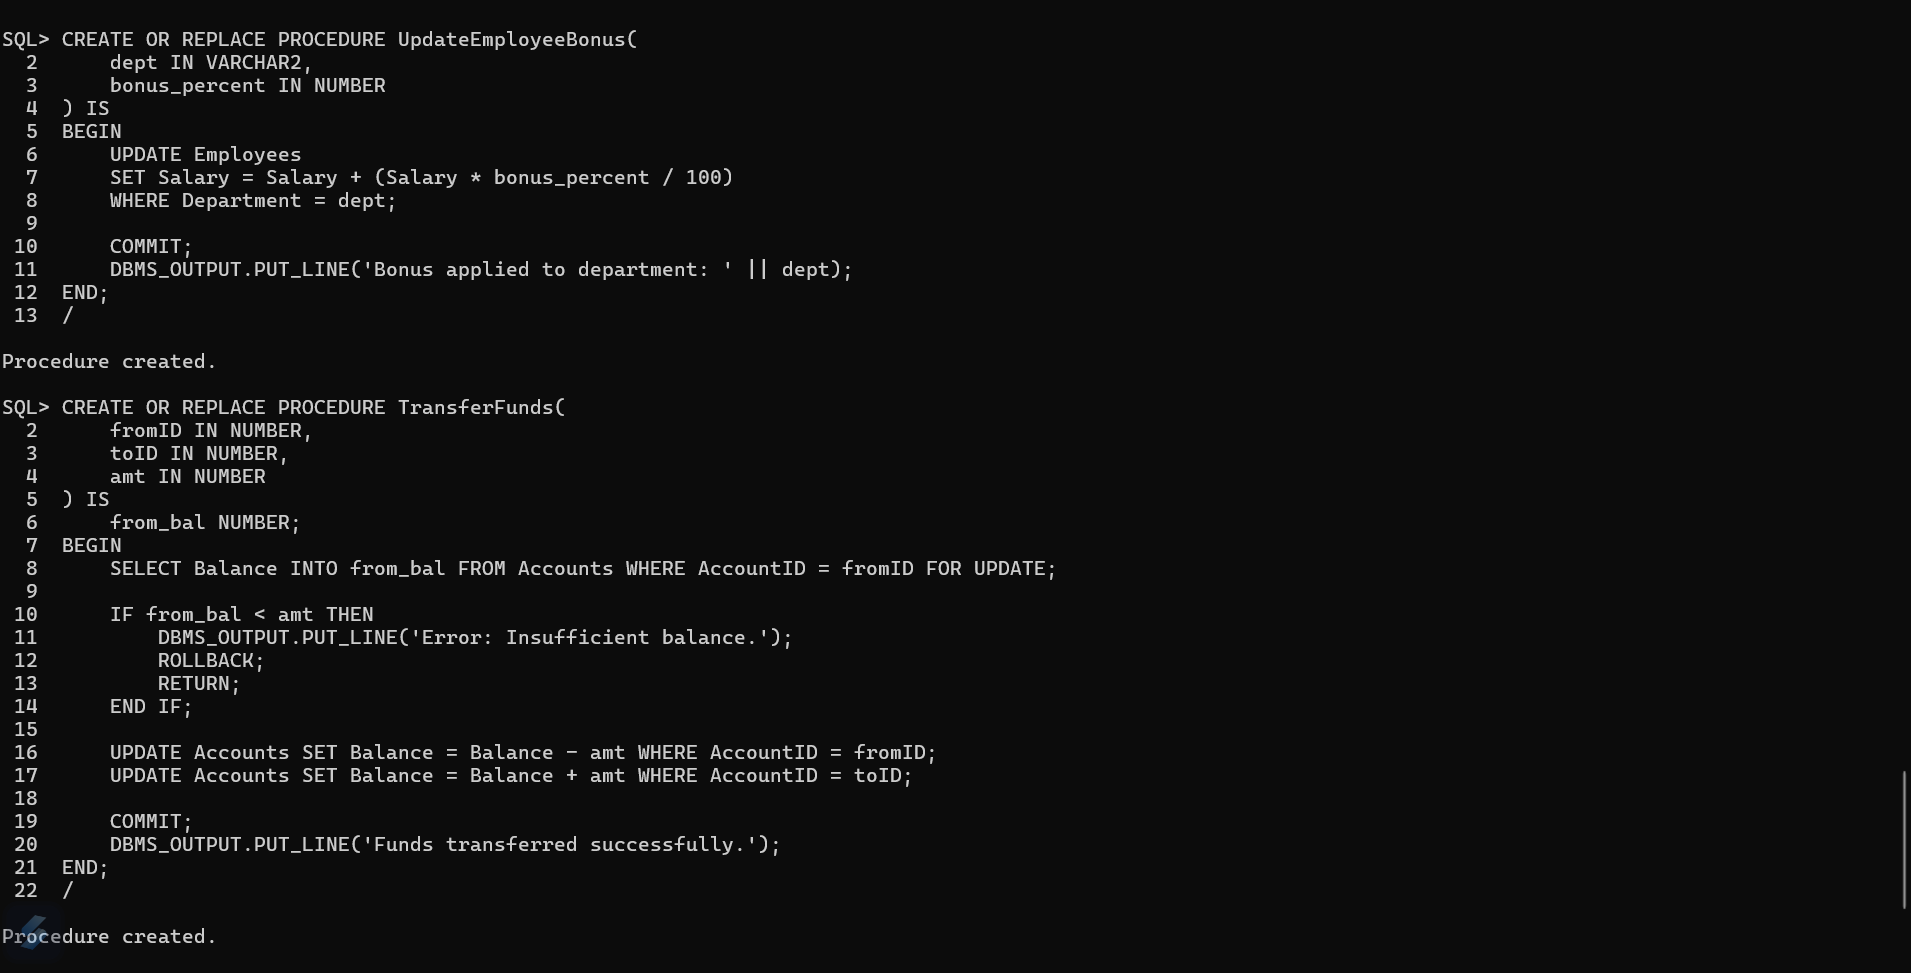 SQL> CREATE OR REPLACE PROCEDURE UpdateEmployeeBonus(
  2      dept IN VARCHAR2,
  3      bonus_percent IN NUMBER
  4  ) IS
  5  BEGIN
  6      UPDATE Employees
  7      SET Salary = Salary + (Salary * bonus_percent / 100)
  8      WHERE Department = dept;
  9
 10      COMMIT;
 11      DBMS_OUTPUT.PUT_LINE('Bonus applied to department: ' || dept);
 12  END;
 13  /
Procedure created.
SQL> CREATE OR REPLACE PROCEDURE TransferFunds(
  2      fromID IN NUMBER,
  3      toID IN NUMBER,
  4      amt IN NUMBER
  5  ) IS
  6      from_bal NUMBER;
  7  BEGIN
  8      SELECT Balance INTO from_bal FROM Accounts WHERE AccountID = fromID FOR UPDATE;
  9
 10      IF from_bal < amt THEN
 11          DBMS_OUTPUT.PUT_LINE('Error: Insufficient balance.');
 12          ROLLBACK;
 13          RETURN;
 14      END IF;
 15
 16      UPDATE Accounts SET Balance = Balance - amt WHERE AccountID = fromID;
 17      UPDATE Accounts SET Balance = Balance + amt WHERE AccountID = toID;
 18
 19      COMMIT;
 20      DBMS_OUTPUT.PUT_LINE('Funds transferred successfully.');
 21  END;
 22  /
Procedure created.